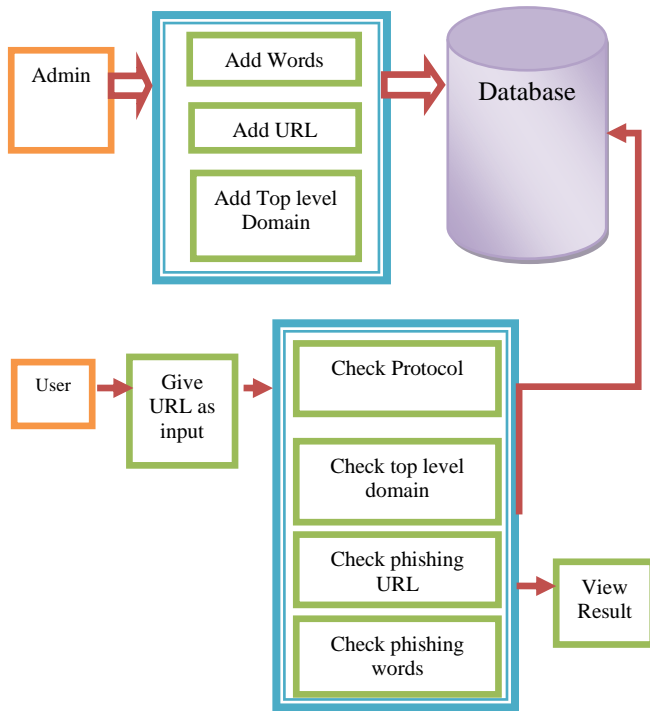 Admin
Add Words
Add URL
Add Top level
Domain
Database
User
Give
URL as
input
Check Protocol
Check top level
domain
Check phishing
URL
Check phishing
words
View
Result